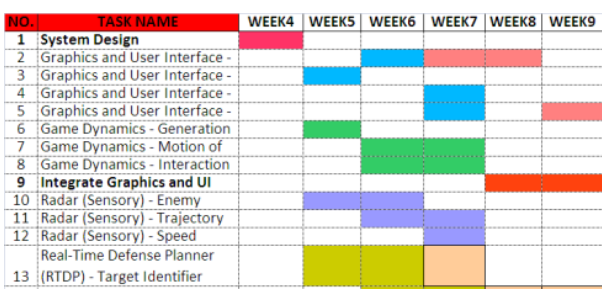 NO. TASK NAME WEEK4 WEEK5 WEEK6 WEEK7 WEEK8 WEEK9
1 System Design
2 Graphics and User Interface -
3 Graphics and User Interface -
4 Graphics and User Interface -
5 Graphics and User Interface -
6 Game Dynamics - Generation
7 Game Dynamics - Motion of
8 Game Dynamics - Interaction
9 Integrate Graphics and UI
10 Radar (Sensory) - Enemy
11 Radar (Sensory) - Trajectory
12 Radar (Sensory) - Speed
Real-Time Defense Planner
13 (RTDP) - Target Identifier